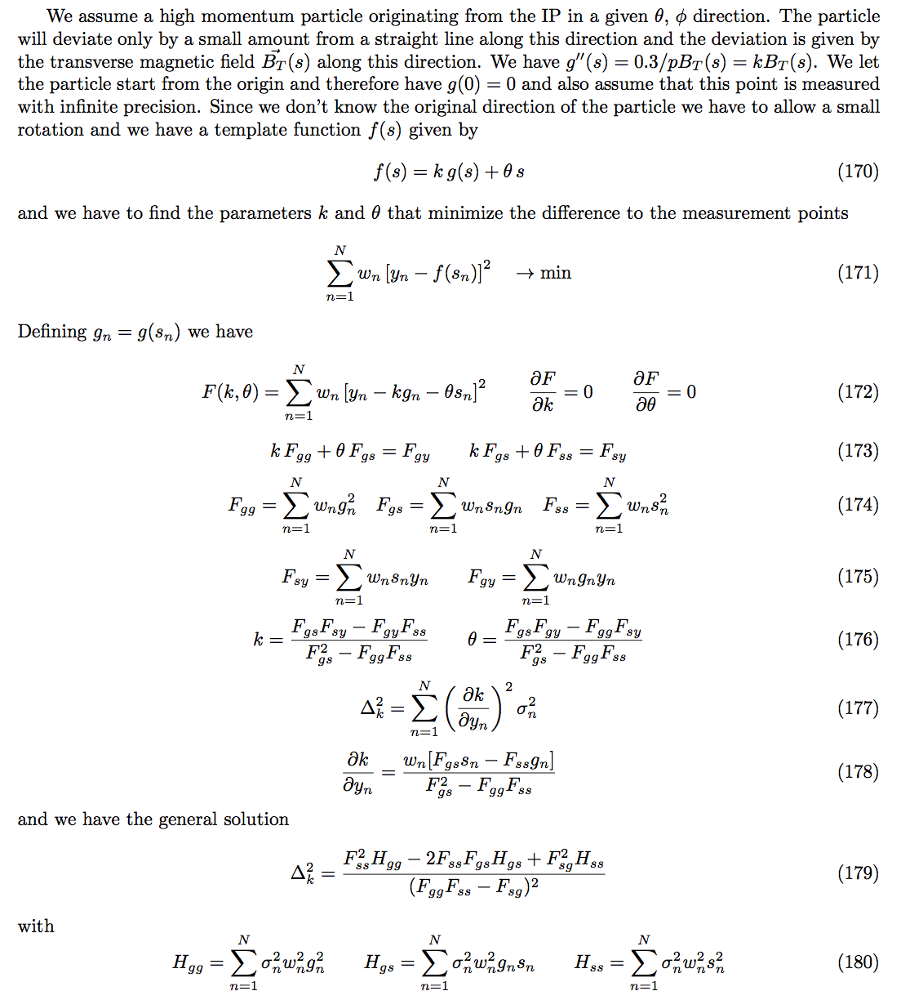 We assume a high momentum particle originating from the IP in a given θ, ϕ direction. The particle
will deviate only by a small amount from a straight line along this direction and the deviation is given by
the transverse magnetic field $\vec{B_T}(s)$ along this direction. We have $g''(s) = 0.3/pB_T(s) = kB_T(s)$. We let
the particle start from the origin and therefore have $g(0) = 0$ and also assume that this point is measured
with infinite precision. Since we don't know the original direction of the particle we have to allow a small
rotation and we have a template function $f(s)$ given by
$f(s) = k\,g(s) + \theta\,s$ (170)
and we have to find the parameters $k$ and $\theta$ that minimize the difference to the measurement points
$\sum_{n=1}^{N} w_n [y_n - f(s_n)]^2 \quad \to \min$ (171)
Defining $g_n = g(s_n)$ we have
$F(k,\theta) = \sum_{n=1}^{N} w_n [y_n - kg_n - \theta s_n]^2 \qquad \frac{\partial F}{\partial k} = 0 \qquad \frac{\partial F}{\partial \theta} = 0$ (172)
$k\,F_{gg} + \theta\,F_{gs} = F_{gy} \qquad k\,F_{gs} + \theta\,F_{ss} = F_{sy}$ (173)
$F_{gg} = \sum_{n=1}^{N} w_n g_n^2 \quad F_{gs} = \sum_{n=1}^{N} w_n s_n g_n \quad F_{ss} = \sum_{n=1}^{N} w_n s_n^2$ (174)
$F_{sy} = \sum_{n=1}^{N} w_n s_n y_n \qquad F_{gy} = \sum_{n=1}^{N} w_n g_n y_n$ (175)
$k = \frac{F_{gs}F_{sy} - F_{gy}F_{ss}}{F_{gs}^2 - F_{gg}F_{ss}} \qquad \theta = \frac{F_{gs}F_{gy} - F_{gg}F_{sy}}{F_{gs}^2 - F_{gg}F_{ss}}$ (176)
$\Delta_k^2 = \sum_{n=1}^{N} \left( \frac{\partial k}{\partial y_n} \right)^2 \sigma_n^2$ (177)
$\frac{\partial k}{\partial y_n} = \frac{w_n[F_{gs}s_n - F_{ss}g_n]}{F_{gs}^2 - F_{gg}F_{ss}}$ (178)
and we have the general solution
$\Delta_k^2 = \frac{F_{ss}^2 H_{gg} - 2F_{ss}F_{gs}H_{gs} + F_{sg}^2 H_{ss}}{(F_{gg}F_{ss} - F_{sg})^2}$ (179)
with
$H_{gg} = \sum_{n=1}^{N} \sigma_n^2 w_n^2 g_n^2 \qquad H_{gs} = \sum_{n=1}^{N} \sigma_n^2 w_n^2 g_n s_n \qquad H_{ss} = \sum_{n=1}^{N} \sigma_n^2 w_n^2 s_n^2$ (180)